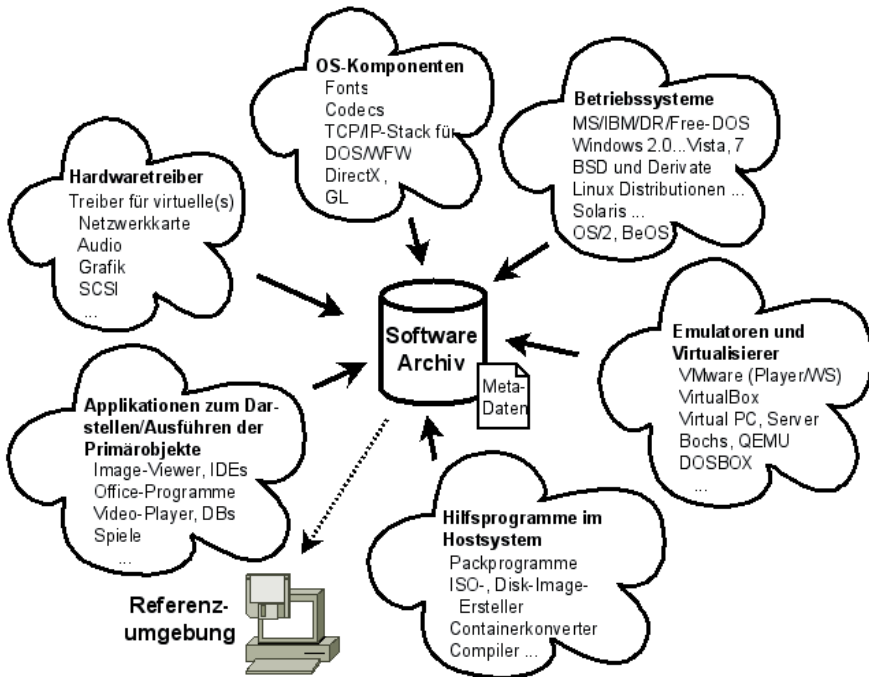 OS-Komponenten
Fonts
Codecs
TCP/IP-Stack für
DOS/WFW
DirectX ,
GL
Betriebssysteme
MS/IBM/DR/Free-DOS
Windows 2.0...Vista, 7
BSD und Derivate
Linux Distributionen ...
Solaris ...
OS/2, BeOS
Hardwaretreiber
Treiber für virtuelle(s)
Netzwerkkarte
Audio
Grafik
SCSI
...
Software
Archiv
Meta-
Daten
Emulatoren und
Virtualisierer
VMware (Player/WS)
VirtualBox
Virtual PC, Server
Bochs, QEMU
DOSBOX
...
Applikationen zum Dar-
stellen/Ausführen der
Primärobjekte
Image-Viewer, IDEs
Office-Programme
Video-Player, DBs
Spiele
...
Hilfsprogramme im
Hostsystem
Packprogramme
ISO-, Disk-Image-
Ersteller
Containerkonverter
Compiler ...
Referenz-
umgebung